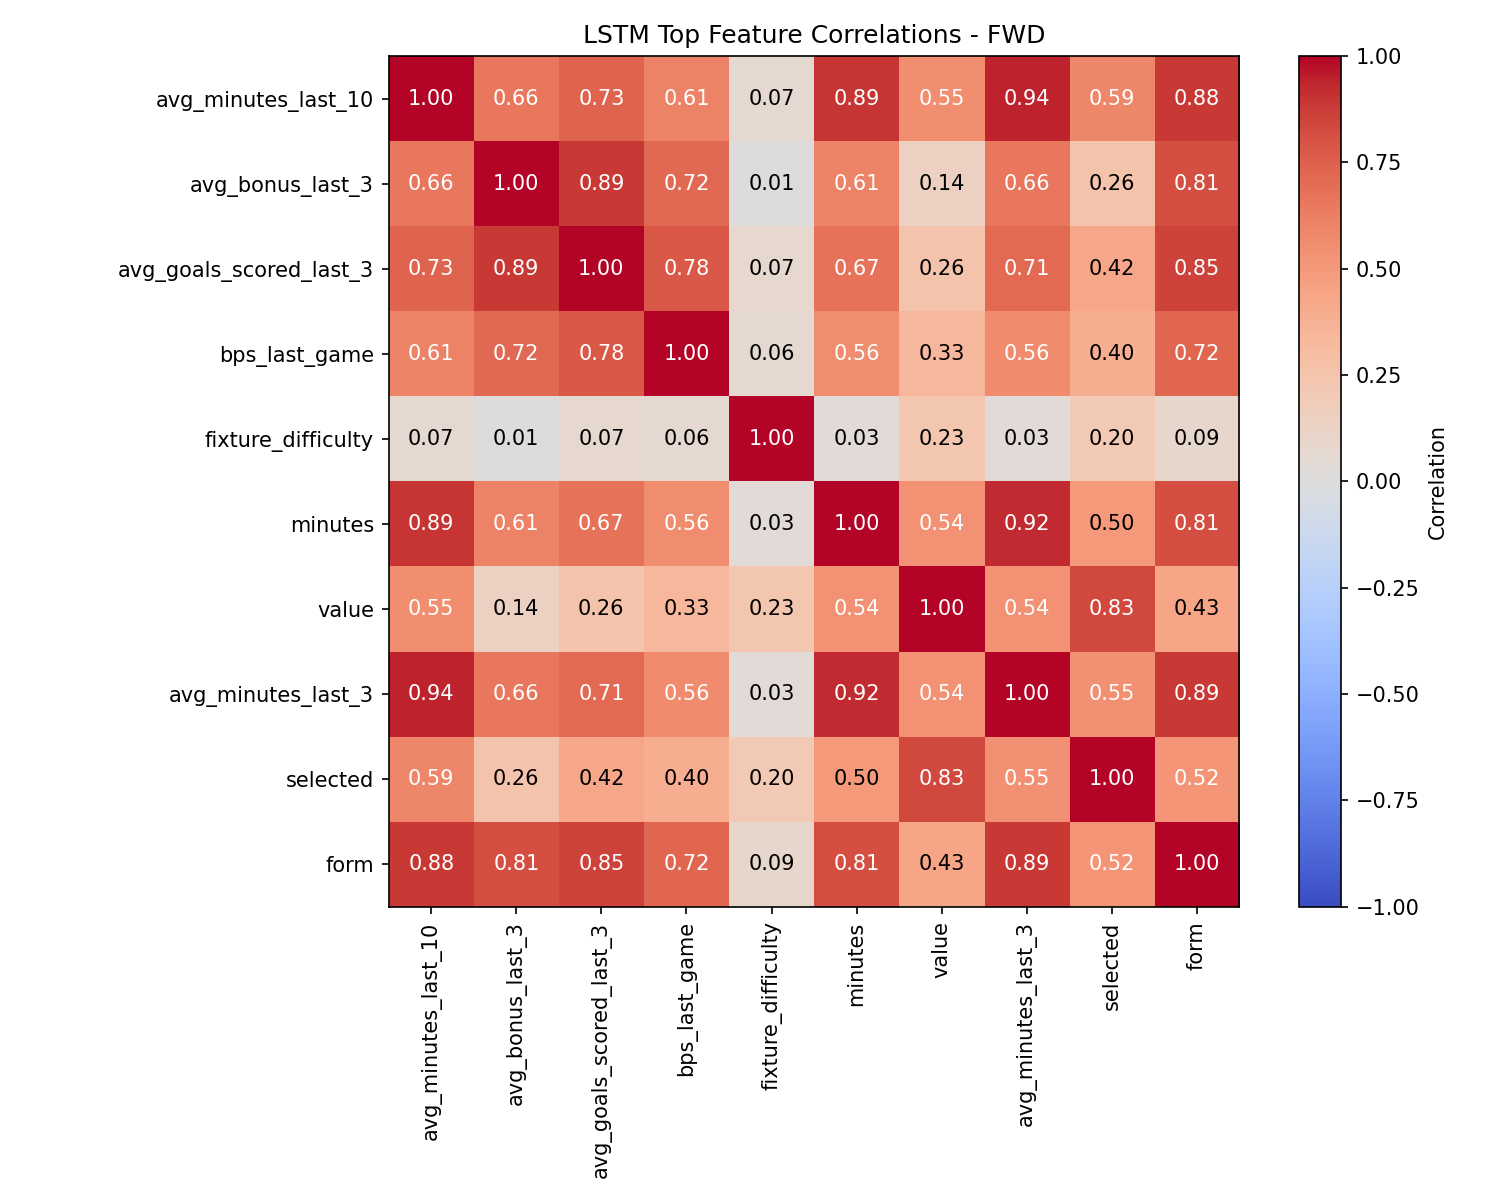 LSTM Top Feature Correlations - FWD
avg_minutes_last_10 1.00 0.66 0.73 0.61 0.07 0.89 0.55 0.94 0.59 0.88
avg_bonus_last_3 0.66 1.00 0.89 0.72 0.01 0.61 0.14 0.66 0.26 0.81
avg_goals_scored_last_3 0.73 0.89 1.00 0.78 0.07 0.67 0.26 0.71 0.42 0.85
bps_last_game 0.61 0.72 0.78 1.00 0.06 0.56 0.33 0.56 0.40 0.72
fixture_difficulty 0.07 0.01 0.07 0.06 1.00 0.03 0.23 0.03 0.20 0.09
minutes 0.89 0.61 0.67 0.56 0.03 1.00 0.54 0.92 0.50 0.81
value 0.55 0.14 0.26 0.33 0.23 0.54 1.00 0.54 0.83 0.43
avg_minutes_last_3 0.94 0.66 0.71 0.56 0.03 0.92 0.54 1.00 0.55 0.89
selected 0.59 0.26 0.42 0.40 0.20 0.50 0.83 0.55 1.00 0.52
form 0.88 0.81 0.85 0.72 0.09 0.81 0.43 0.89 0.52 1.00
avg_minutes_last_10
avg_bonus_last_3
avg_goals_scored_last_3
bps_last_game
fixture_difficulty
minutes
value
avg_minutes_last_3
selected
form
1.00
0.75
0.50
0.25
0.00
−0.25
−0.50
−0.75
−1.00
Correlation